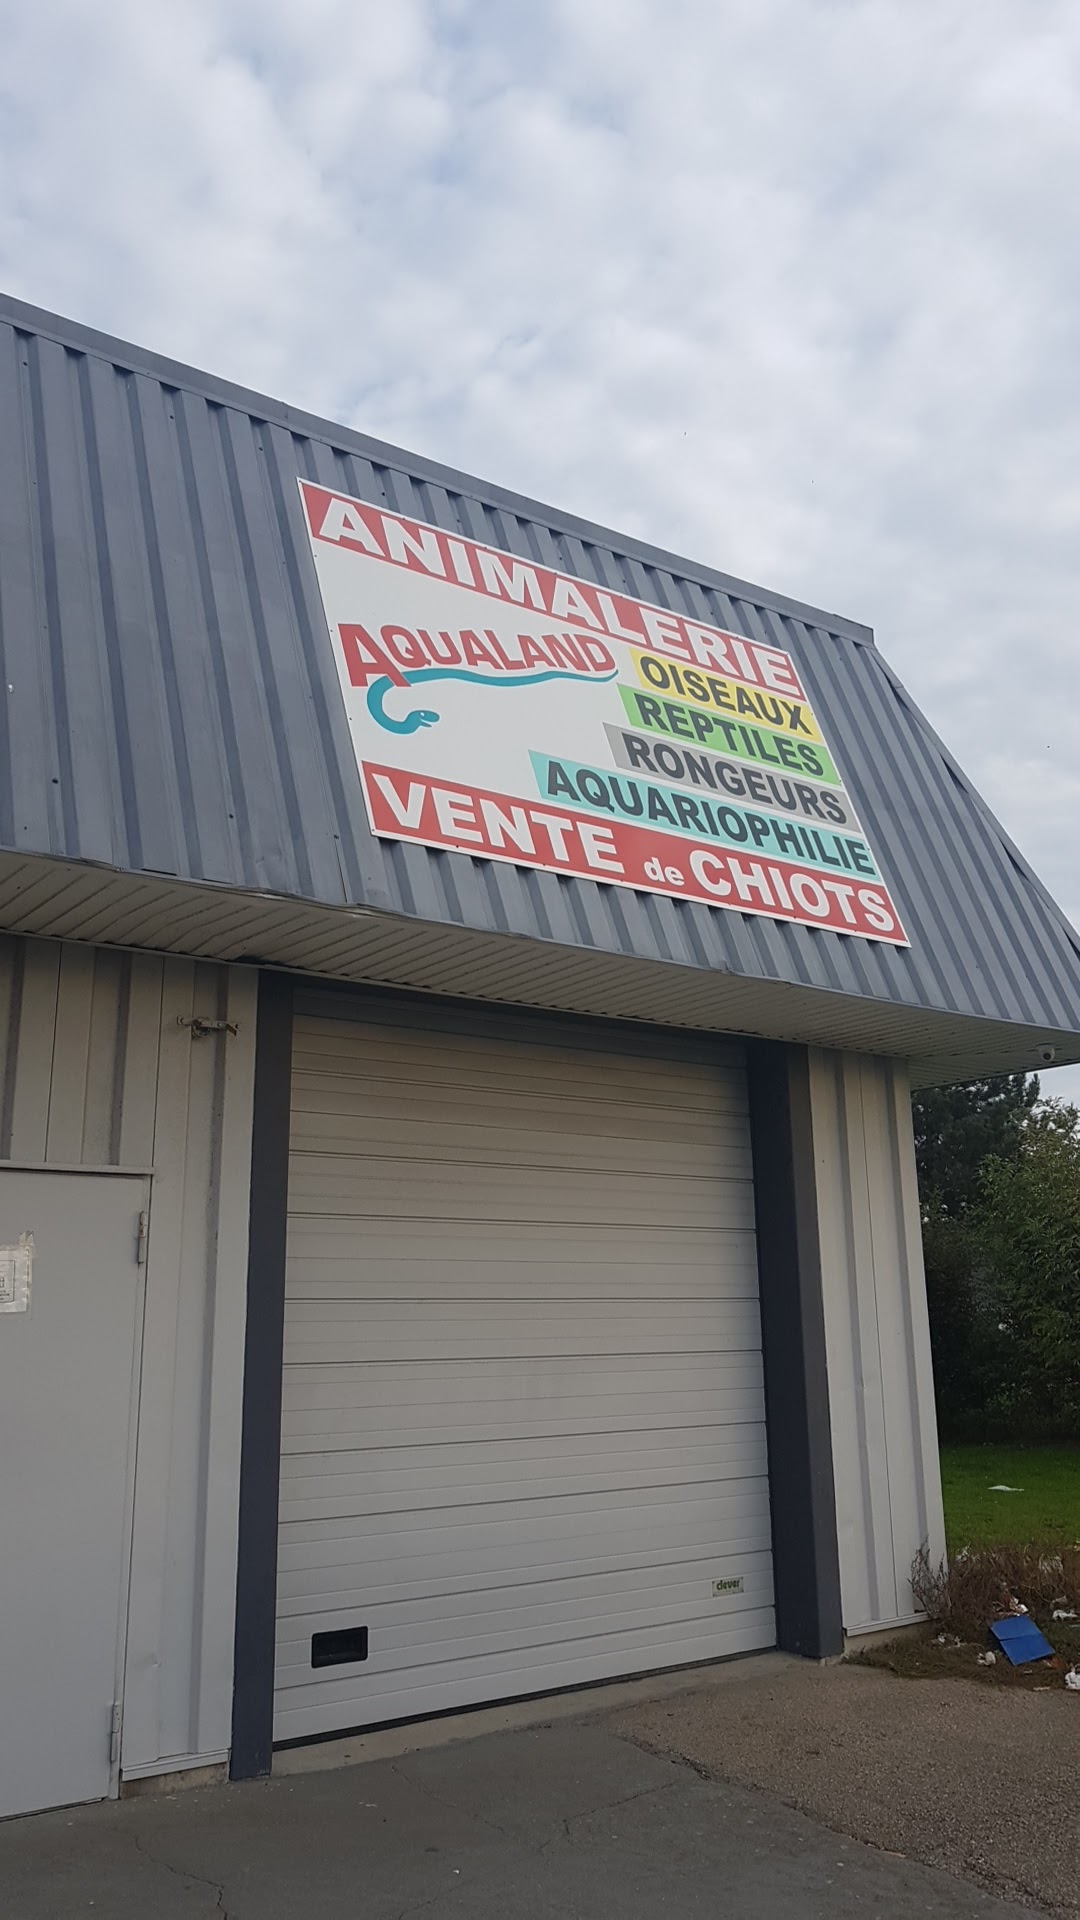 ANIMALERIE
AQUALAND
OISEAUX
REPTILES
RONGEURS
AQUARIOPHILIE
VENTE de CHIOTS
clever